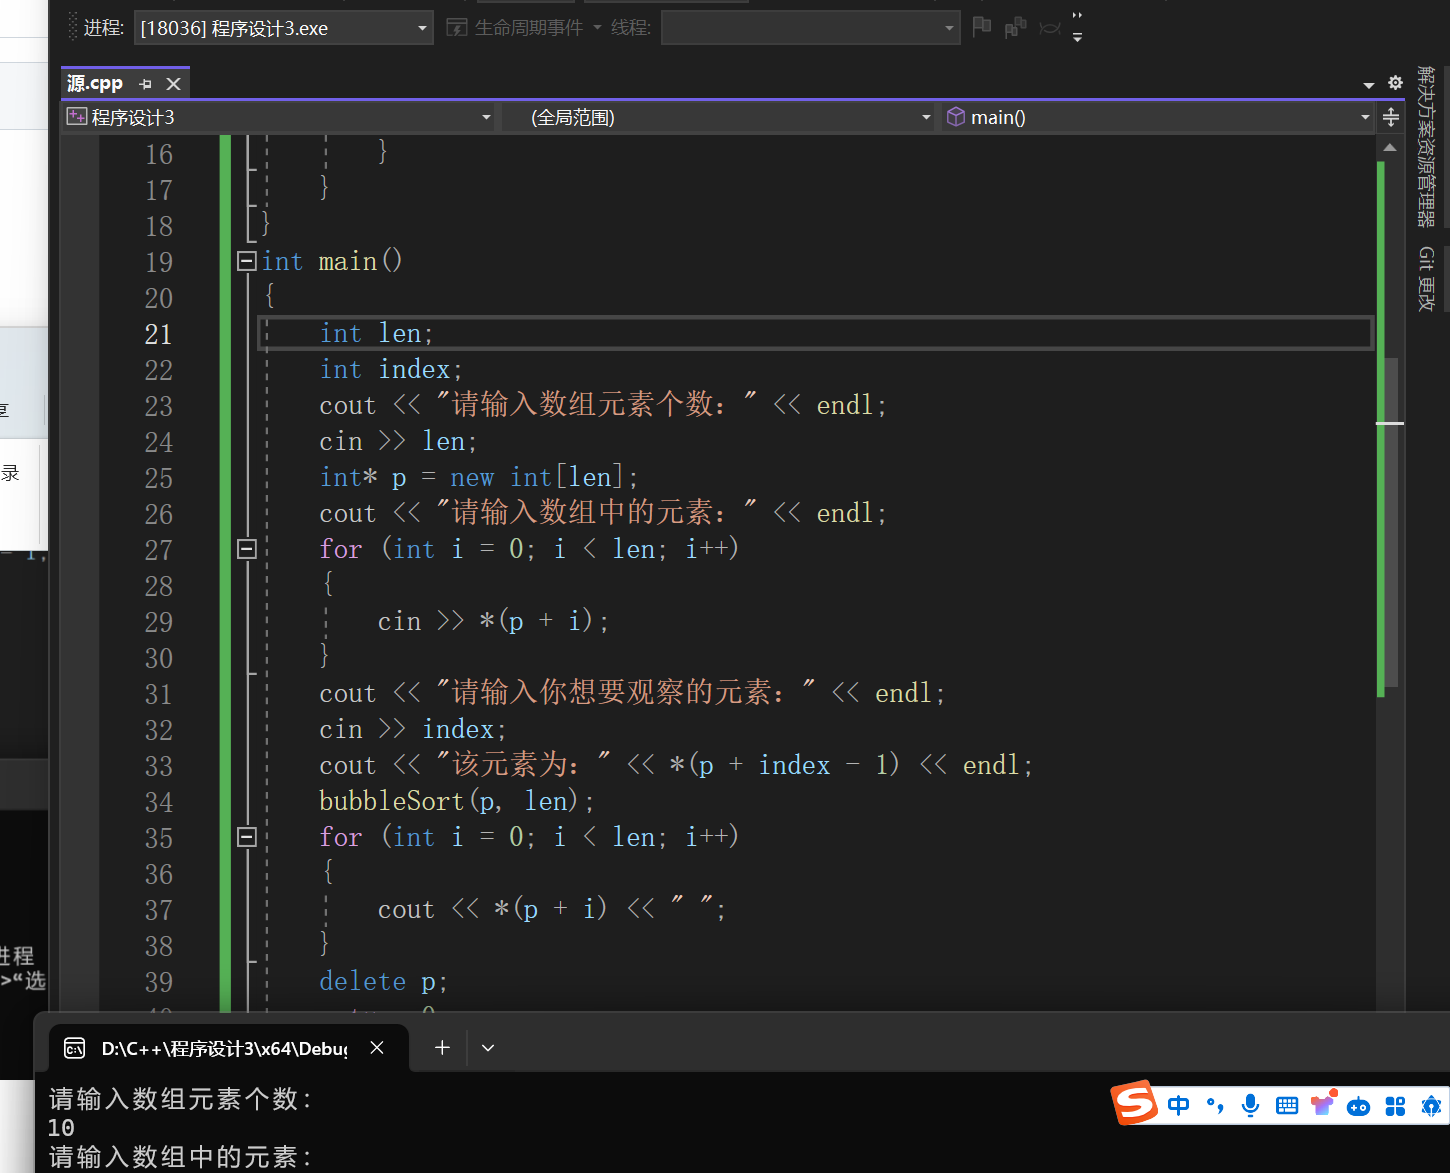 进程: [18036] 程序设计3.exe 生命周期事件 线程:
源.cpp
程序设计3 (全局范围) main()
解决方案资源管理器
Git 更改
16 }
17 }
18 }
19 int main()
20 {
21 int len;
22 int index;
23 cout << "请输入数组元素个数：" << endl;
24 cin >> len;
25 int* p = new int[len];
26 cout << "请输入数组中的元素：" << endl;
27 for (int i = 0; i < len; i++)
28 {
29 cin >> *(p + i);
30 }
31 cout << "请输入你想要观察的元素：" << endl;
32 cin >> index;
33 cout << "该元素为：" << *(p + index - 1) << endl;
34 bubbleSort(p, len);
35 for (int i = 0; i < len; i++)
36 {
37 cout << *(p + i) << " ";
38 }
39 delete p;
录
进程
>“选
D:\C++\程序设计3\x64\Debug
请输入数组元素个数：
10
请输入数组中的元素：
中